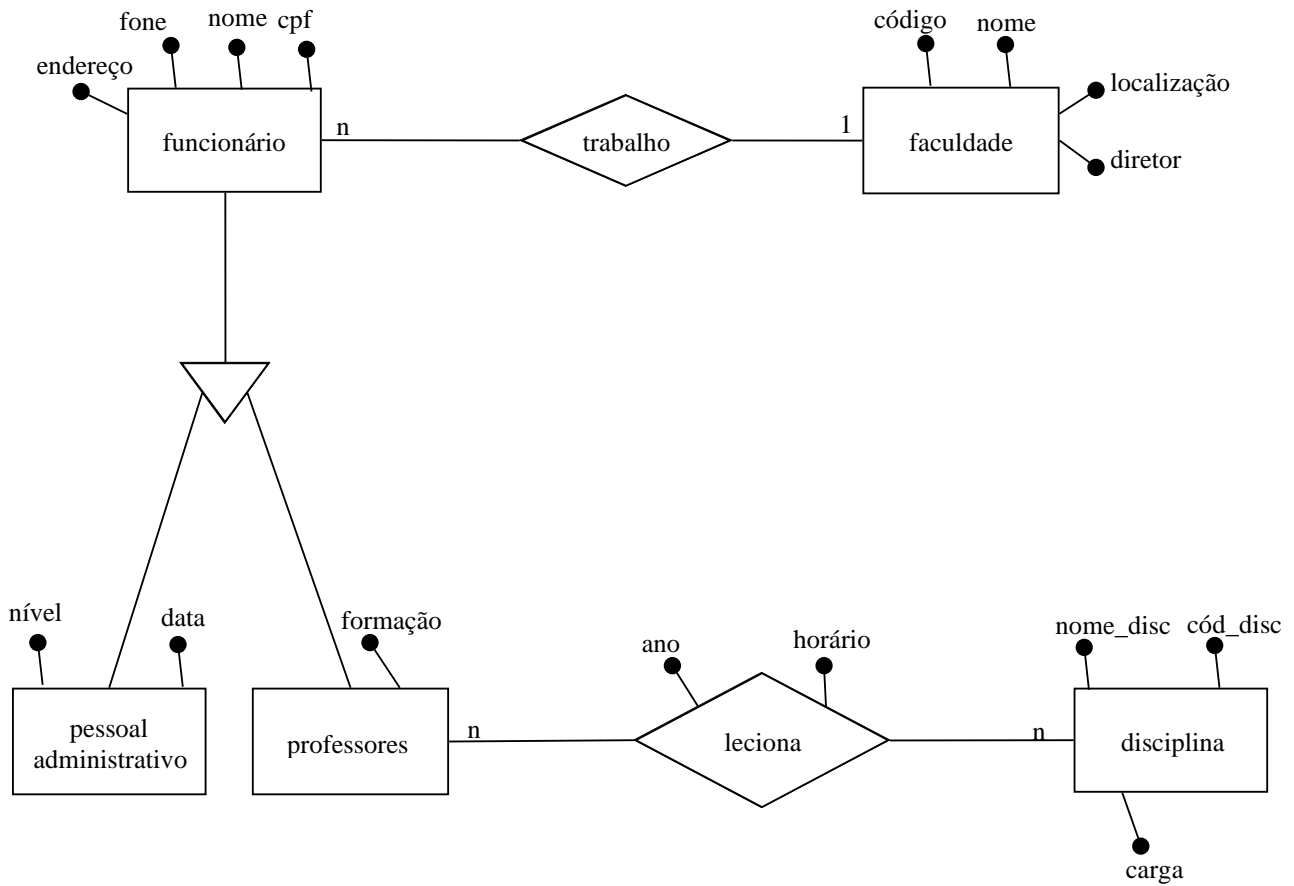 fone
nome
cpf
endereço
funcionário
n
trabalho
1
código
nome
localização
faculdade
diretor
nível
data
formação
pessoal
administrativo
professores
n
ano
horário
leciona
n
nome_disc
cód_disc
disciplina
carga